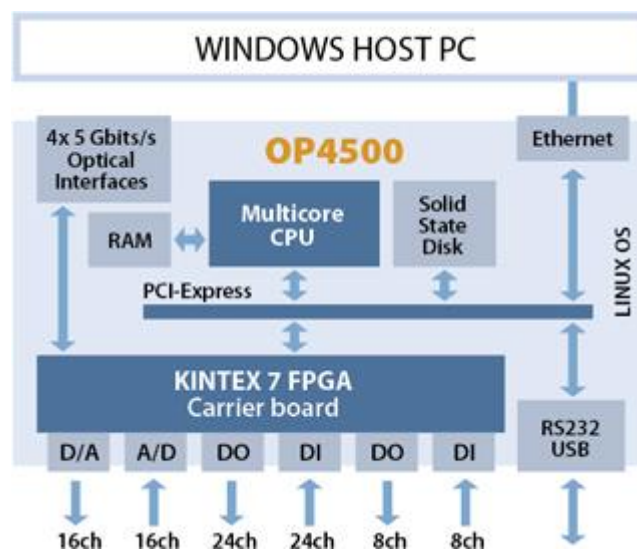 WINDOWS HOST PC
4x 5 Gbits/s
Optical
Interfaces
OP4500
Ethernet
RAM
Multicore
CPU
Solid
State
Disk
LINUX OS
PCI-Express
KINTEX 7 FPGA
Carrier board
RS232
USB
D/A A/D DO DI DO DI
16ch 16ch 24ch 24ch 8ch 8ch